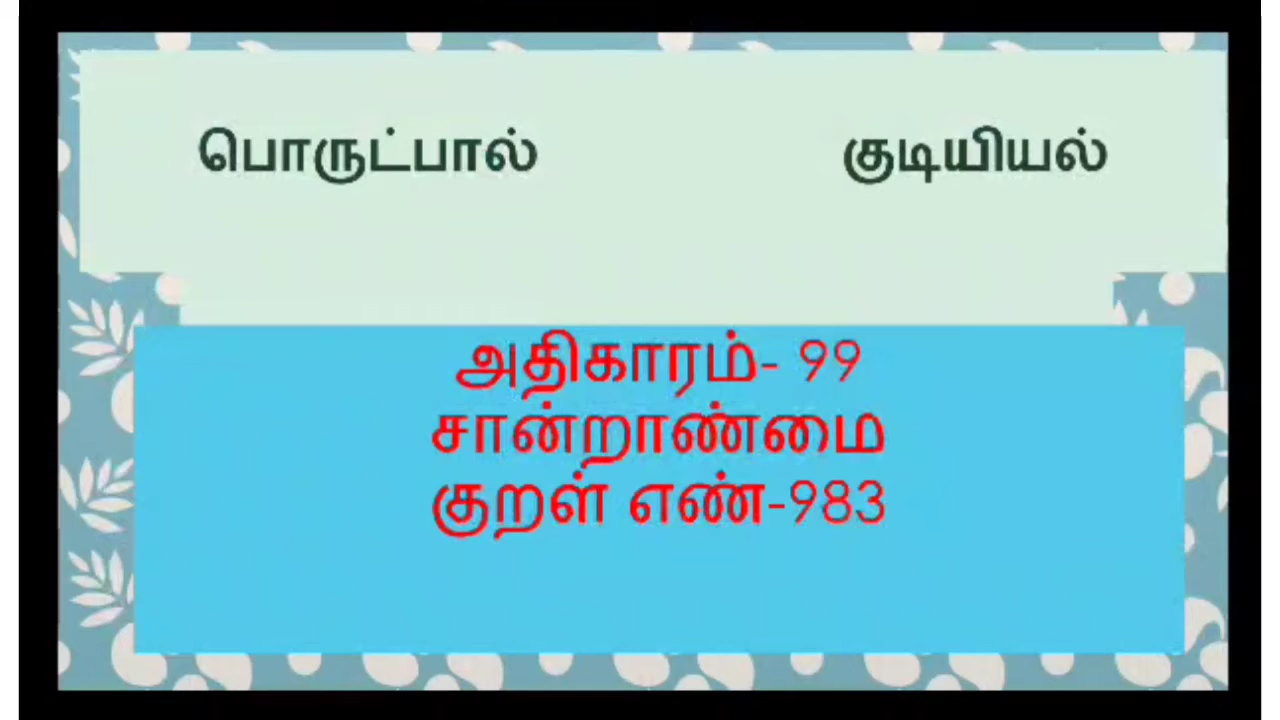 பொருட்பால் குடியியல்
அதிகாரம்- 99
சான்றாண்மை
குறள் எண்-983